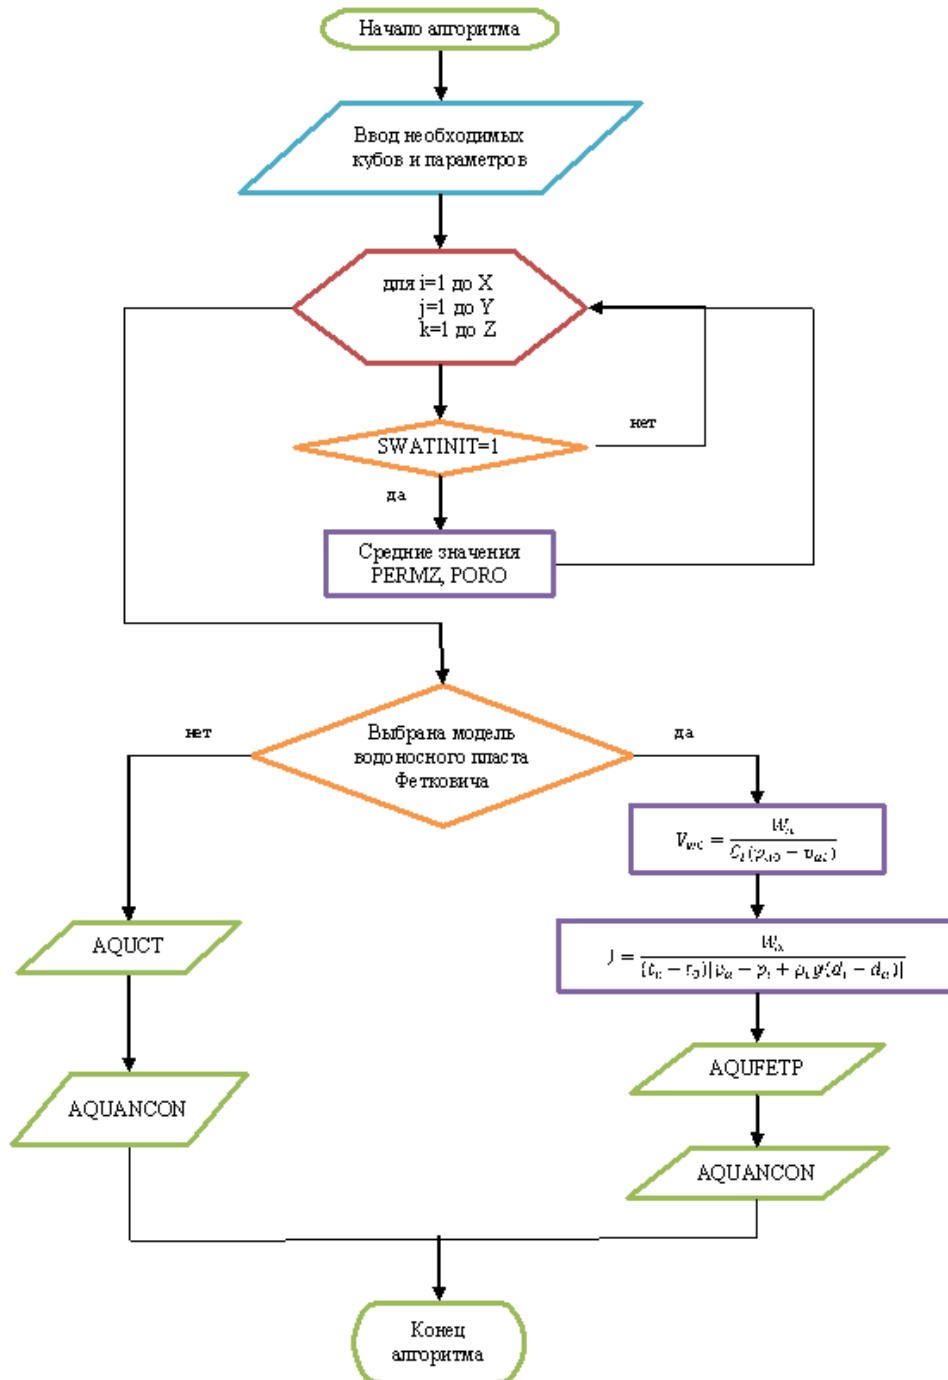 Начало алгоритма
Ввод необходимых
кубов и параметров
для i=1 до X
j=1 до Y
k=1 до Z
SWATINIT=1
нет
да
Средние значения
PERMZ, PORO
Выбрана модель
водоносного пласта
Фетковича
нет
да
AQUCT
AQUANCON
AQUFETP
AQUANCON
Конец
алгоритма